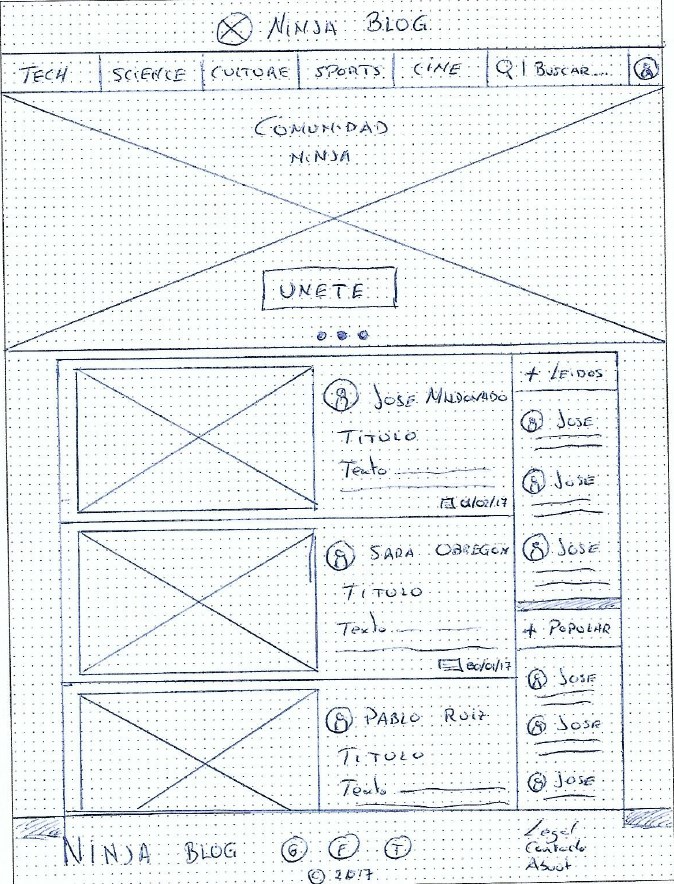 NINJA BLOG
TECH SCIENCE CULTURE SPORTS CINE BUSCAR....
COMUNIDAD
NINJA
UNETE
JOSE MALDONADO
TITULO
Texto
01/02/17
SARA OBREGON
TITULO
Texto
30/01/17
PABLO RUIZ
TITULO
Texto
+ LEIDOS
JOSE
JOSE
JOSE
+ POPULAR
JOSE
JOSE
JOSE
NINJA BLOG G F T
© 2017
Legal
Contacto
About